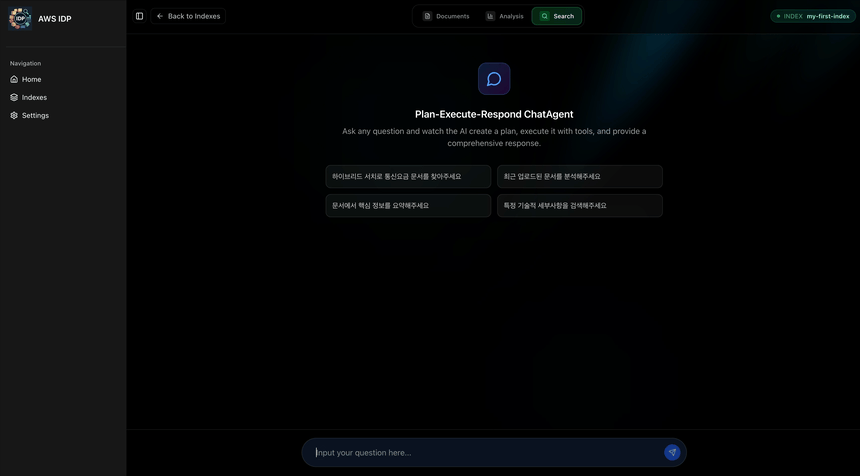 IDP
AWS IDP
Back to Indexes
Documents
Analysis
Search
INDEX my-first-index
Navigation
Home
Indexes
Settings
Plan-Execute-Respond ChatAgent
Ask any question and watch the AI create a plan, execute it with tools, and provide a
comprehensive response.
하이브리드 서치로 통신요금 문서를 찾아주세요
최근 업로드된 문서를 분석해주세요
문서에서 핵심 정보를 요약해주세요
특정 기술적 세부사항을 검색해주세요
Input your question here...